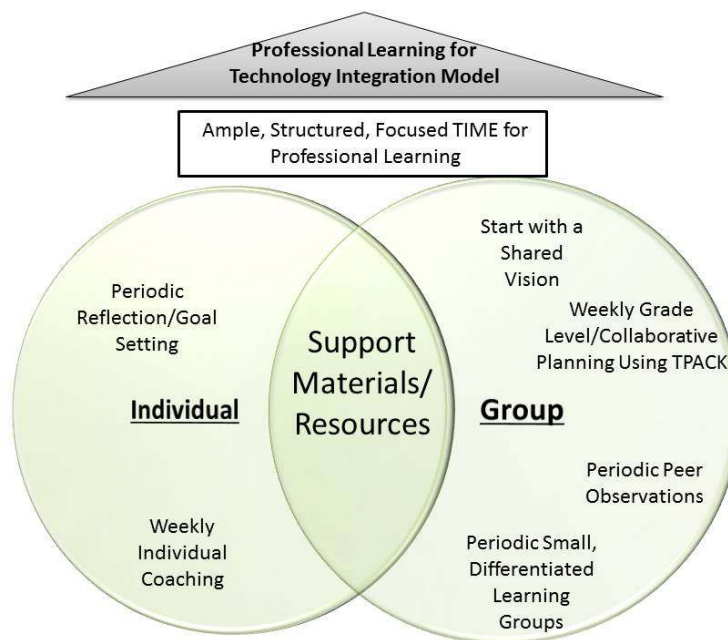 Professional Learning for
Technology Integration Model
Ample, Structured, Focused TIME for
Professional Learning
Periodic
Reflection/Goal
Setting
Individual
Weekly
Individual
Coaching
Support
Materials/
Resources
Start with a
Shared
Vision
Weekly Grade
Level/Collaborative
Planning Using TPACK
Group
Periodic Peer
Observations
Periodic Small,
Differentiated
Learning
Groups